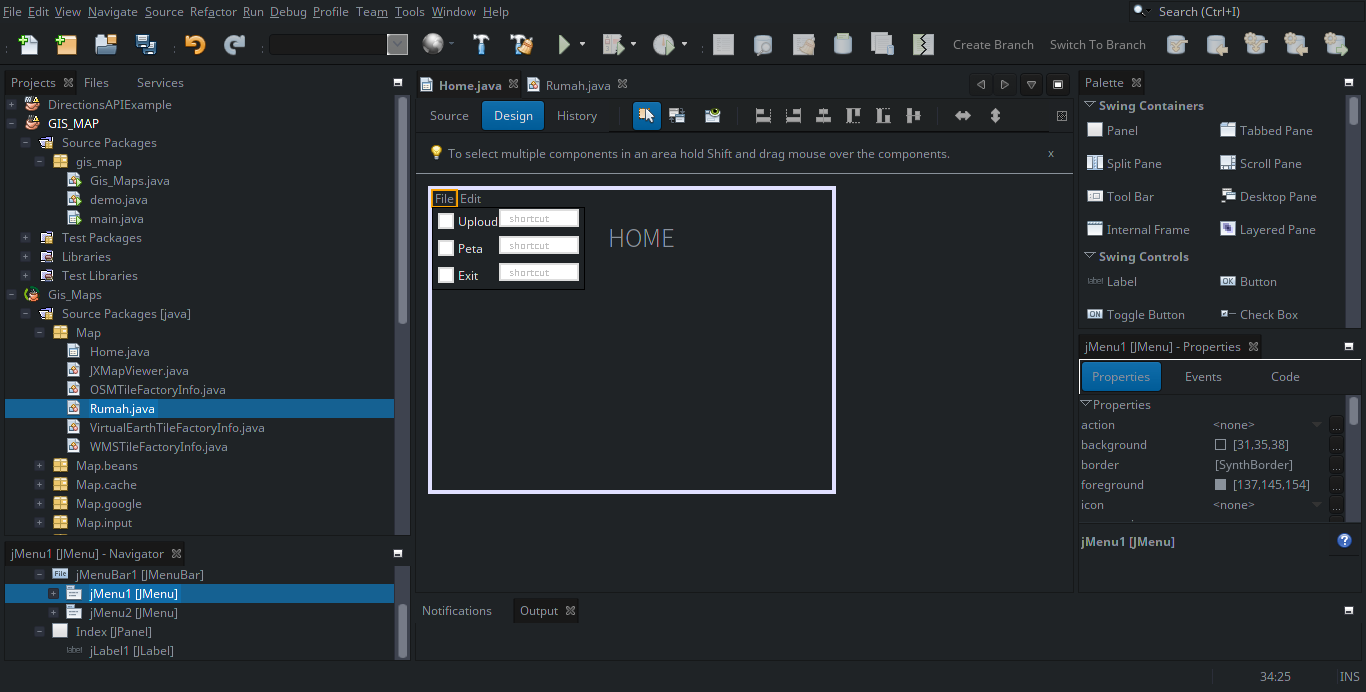 File Edit View Navigate Source Refactor Run Debug Profile Team Tools Window Help
Search (Ctrl+I)
Create Branch Switch To Branch
Projects Files Services
DirectionsAPIExample
GIS_MAP
Source Packages
gis_map
Gis_Maps.java
demo.java
main.java
Test Packages
Libraries
Test Libraries
Gis_Maps
Source Packages [java]
Map
Home.java
JXMapViewer.java
OSMTileFactoryInfo.java
Rumah.java
VirtualEarthTileFactoryInfo.java
WMSTileFactoryInfo.java
Map.beans
Map.cache
Map.google
Map.input
jMenu1 [JMenu] - Navigator
File jMenuBar1 [JMenuBar]
jMenu1 [JMenu]
jMenu2 [JMenu]
Index [JPanel]
label jLabel1 [JLabel]
Home.java Rumah.java
Source Design History
To select multiple components in an area hold Shift and drag mouse over the components. x
File Edit
Uploud shortcut
Peta shortcut
Exit shortcut
HOME
Notifications Output
Palette
Swing Containers
Panel Tabbed Pane
Split Pane Scroll Pane
Tool Bar Desktop Pane
Internal Frame Layered Pane
Swing Controls
label Label OK Button
ON Toggle Button Check Box
jMenu1 [JMenu] - Properties
Properties Events Code
Properties
action <none> ...
background [31,35,38] ...
border [SynthBorder] ...
foreground [137,145,154] ...
icon <none> ...
jMenu1 [JMenu] ?
34:25 INS